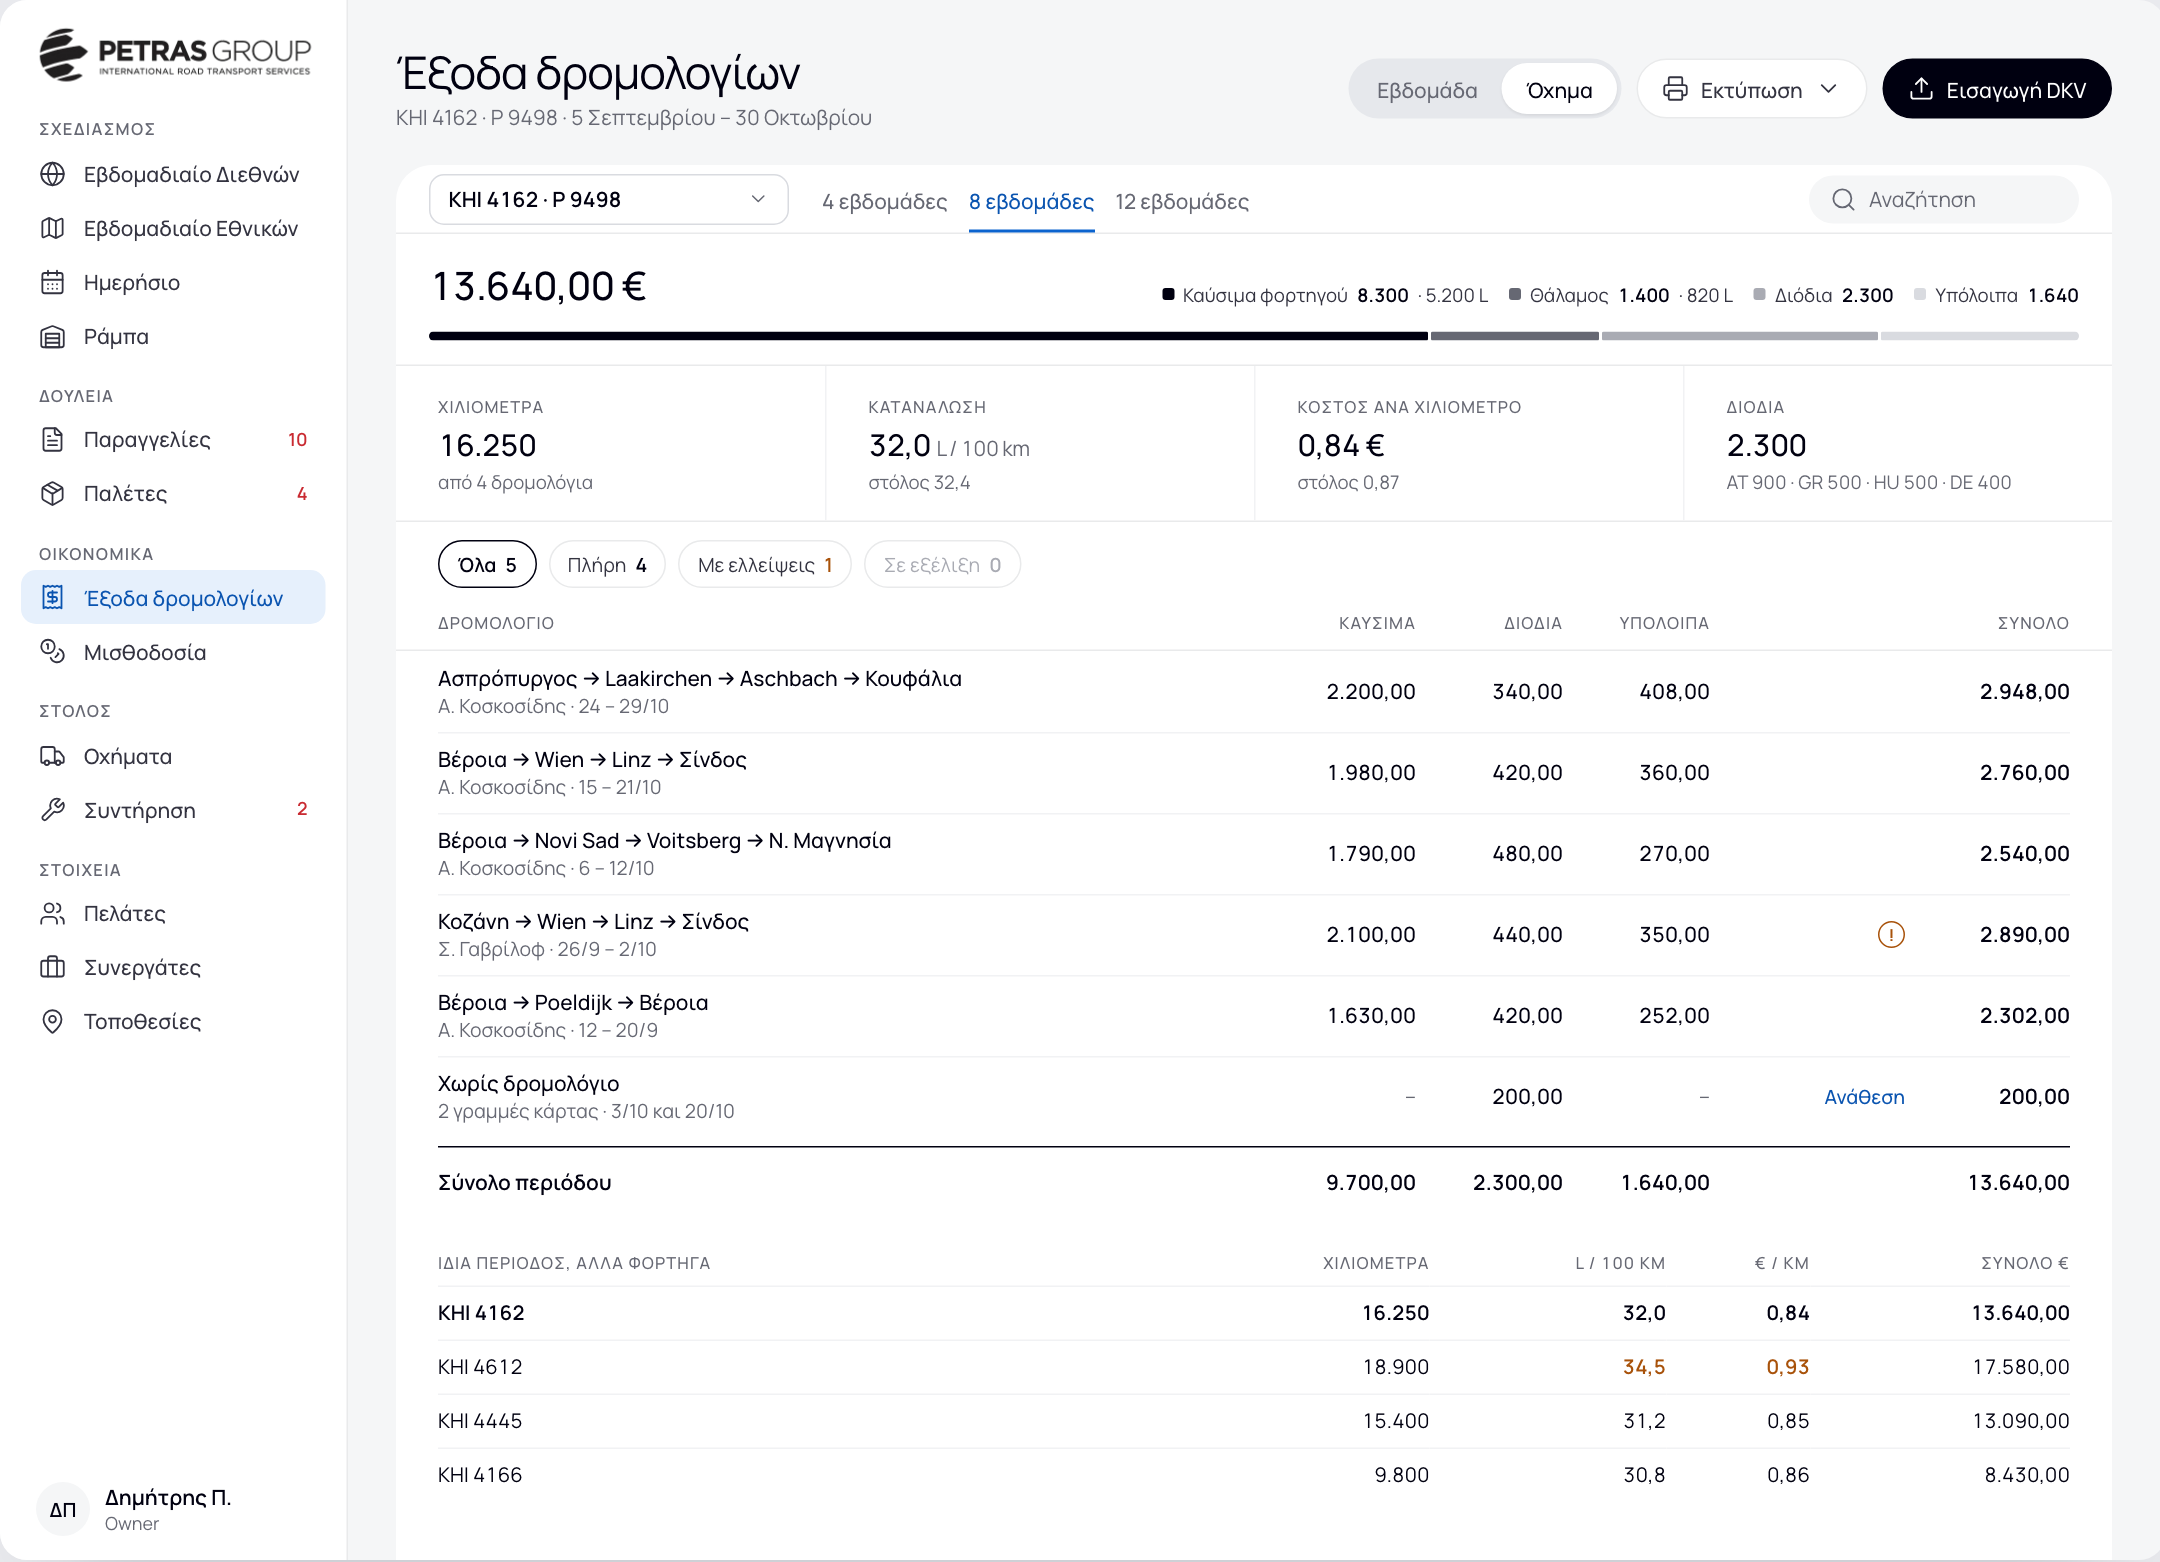 PETRAS GROUP
INTERNATIONAL ROAD TRANSPORT SERVICES
ΣΧΕΔΙΑΣΜΟΣ
Εβδομαδιαίο Διεθνών
Εβδομαδιαίο Εθνικών
Ημερήσιο
Ράμπα
ΔΟΥΛΕΙΑ
Παραγγελίες 10
Παλέτες 4
ΟΙΚΟΝΟΜΙΚΑ
Έξοδα δρομολογίων
Μισθοδοσία
ΣΤΟΛΟΣ
Οχήματα
Συντήρηση 2
ΣΤΟΙΧΕΙΑ
Πελάτες
Συνεργάτες
Τοποθεσίες
ΔΠ
Δημήτρης Π.
Owner
Έξοδα δρομολογίων
KHI 4162 · P 9498 · 5 Σεπτεμβρίου – 30 Οκτωβρίου
Εβδομάδα Όχημα Εκτύπωση Εισαγωγή DKV
KHI 4162 · P 9498 4 εβδομάδες 8 εβδομάδες 12 εβδομάδες Αναζήτηση
13.640,00 € Καύσιμα φορτηγού 8.300 · 5.200 L Θάλαμος 1.400 · 820 L Διόδια 2.300 Υπόλοιπα 1.640
ΧΙΛΙΟΜΕΤΡΑ ΚΑΤΑΝΑΛΩΣΗ ΚΟΣΤΟΣ ΑΝΑ ΧΙΛΙΟΜΕΤΡΟ ΔΙΟΔΙΑ
16.250 32,0 L / 100 km 0,84 € 2.300
από 4 δρομολόγια στόλος 32,4 στόλος 0,87 AT 900 · GR 500 · HU 500 · DE 400
Όλα 5 Πλήρη 4 Με ελλείψεις 1 Σε εξέλιξη 0
ΔΡΟΜΟΛΟΓΙΟ ΚΑΥΣΙΜΑ ΔΙΟΔΙΑ ΥΠΟΛΟΙΠΑ ΣΥΝΟΛΟ
Ασπρόπυργος → Laakirchen → Aschbach → Κουφάλια
Α. Κοσκοσίδης · 24 – 29/10
2.200,00 340,00 408,00 2.948,00
Βέροια → Wien → Linz → Σίνδος
Α. Κοσκοσίδης · 15 – 21/10
1.980,00 420,00 360,00 2.760,00
Βέροια → Novi Sad → Voitsberg → Ν. Μαγνησία
Α. Κοσκοσίδης · 6 – 12/10
1.790,00 480,00 270,00 2.540,00
Κοζάνη → Wien → Linz → Σίνδος
Σ. Γαβρίλοφ · 26/9 – 2/10
2.100,00 440,00 350,00 2.890,00
Βέροια → Poeldijk → Βέροια
Α. Κοσκοσίδης · 12 – 20/9
1.630,00 420,00 252,00 2.302,00
Χωρίς δρομολόγιο
2 γραμμές κάρτας · 3/10 και 20/10
– 200,00 – Ανάθεση 200,00
Σύνολο περιόδου 9.700,00 2.300,00 1.640,00 13.640,00
ΙΔΙΑ ΠΕΡΙΟΔΟΣ, ΑΛΛΑ ΦΟΡΤΗΓΑ ΧΙΛΙΟΜΕΤΡΑ L / 100 KM € / KM ΣΥΝΟΛΟ €
KHI 4162 16.250 32,0 0,84 13.640,00
KHI 4612 18.900 34,5 0,93 17.580,00
KHI 4445 15.400 31,2 0,85 13.090,00
KHI 4166 9.800 30,8 0,86 8.430,00